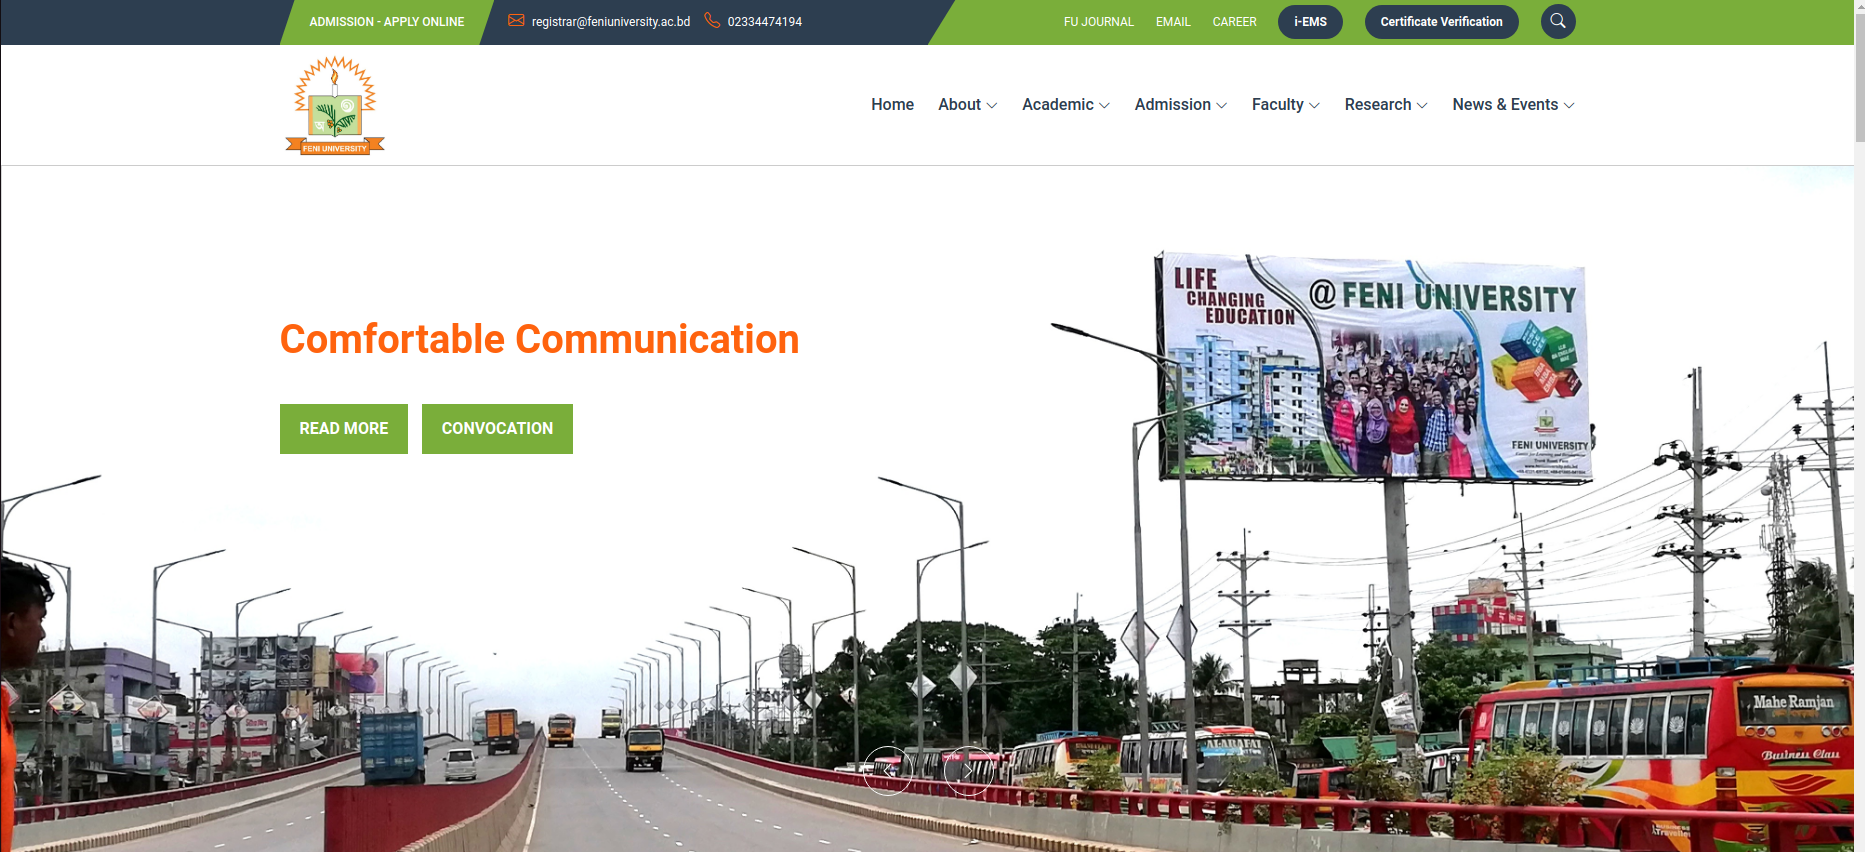 ADMISSION - APPLY ONLINE
registrar@feniuniversity.ac.bd
02334474194
FU JOURNAL
EMAIL
CAREER
i-EMS
Certificate Verification
অ
FENI UNIVERSITY
Home
About
Academic
Admission
Faculty
Research
News & Events
LIFE
CHANGING
EDUCATION
@ FENI UNIVERSITY
FENI UNIVERSITY
Comfortable Communication
READ MORE
CONVOCATION
Mahe Ramjan
Business Class
AL-ARAFAT